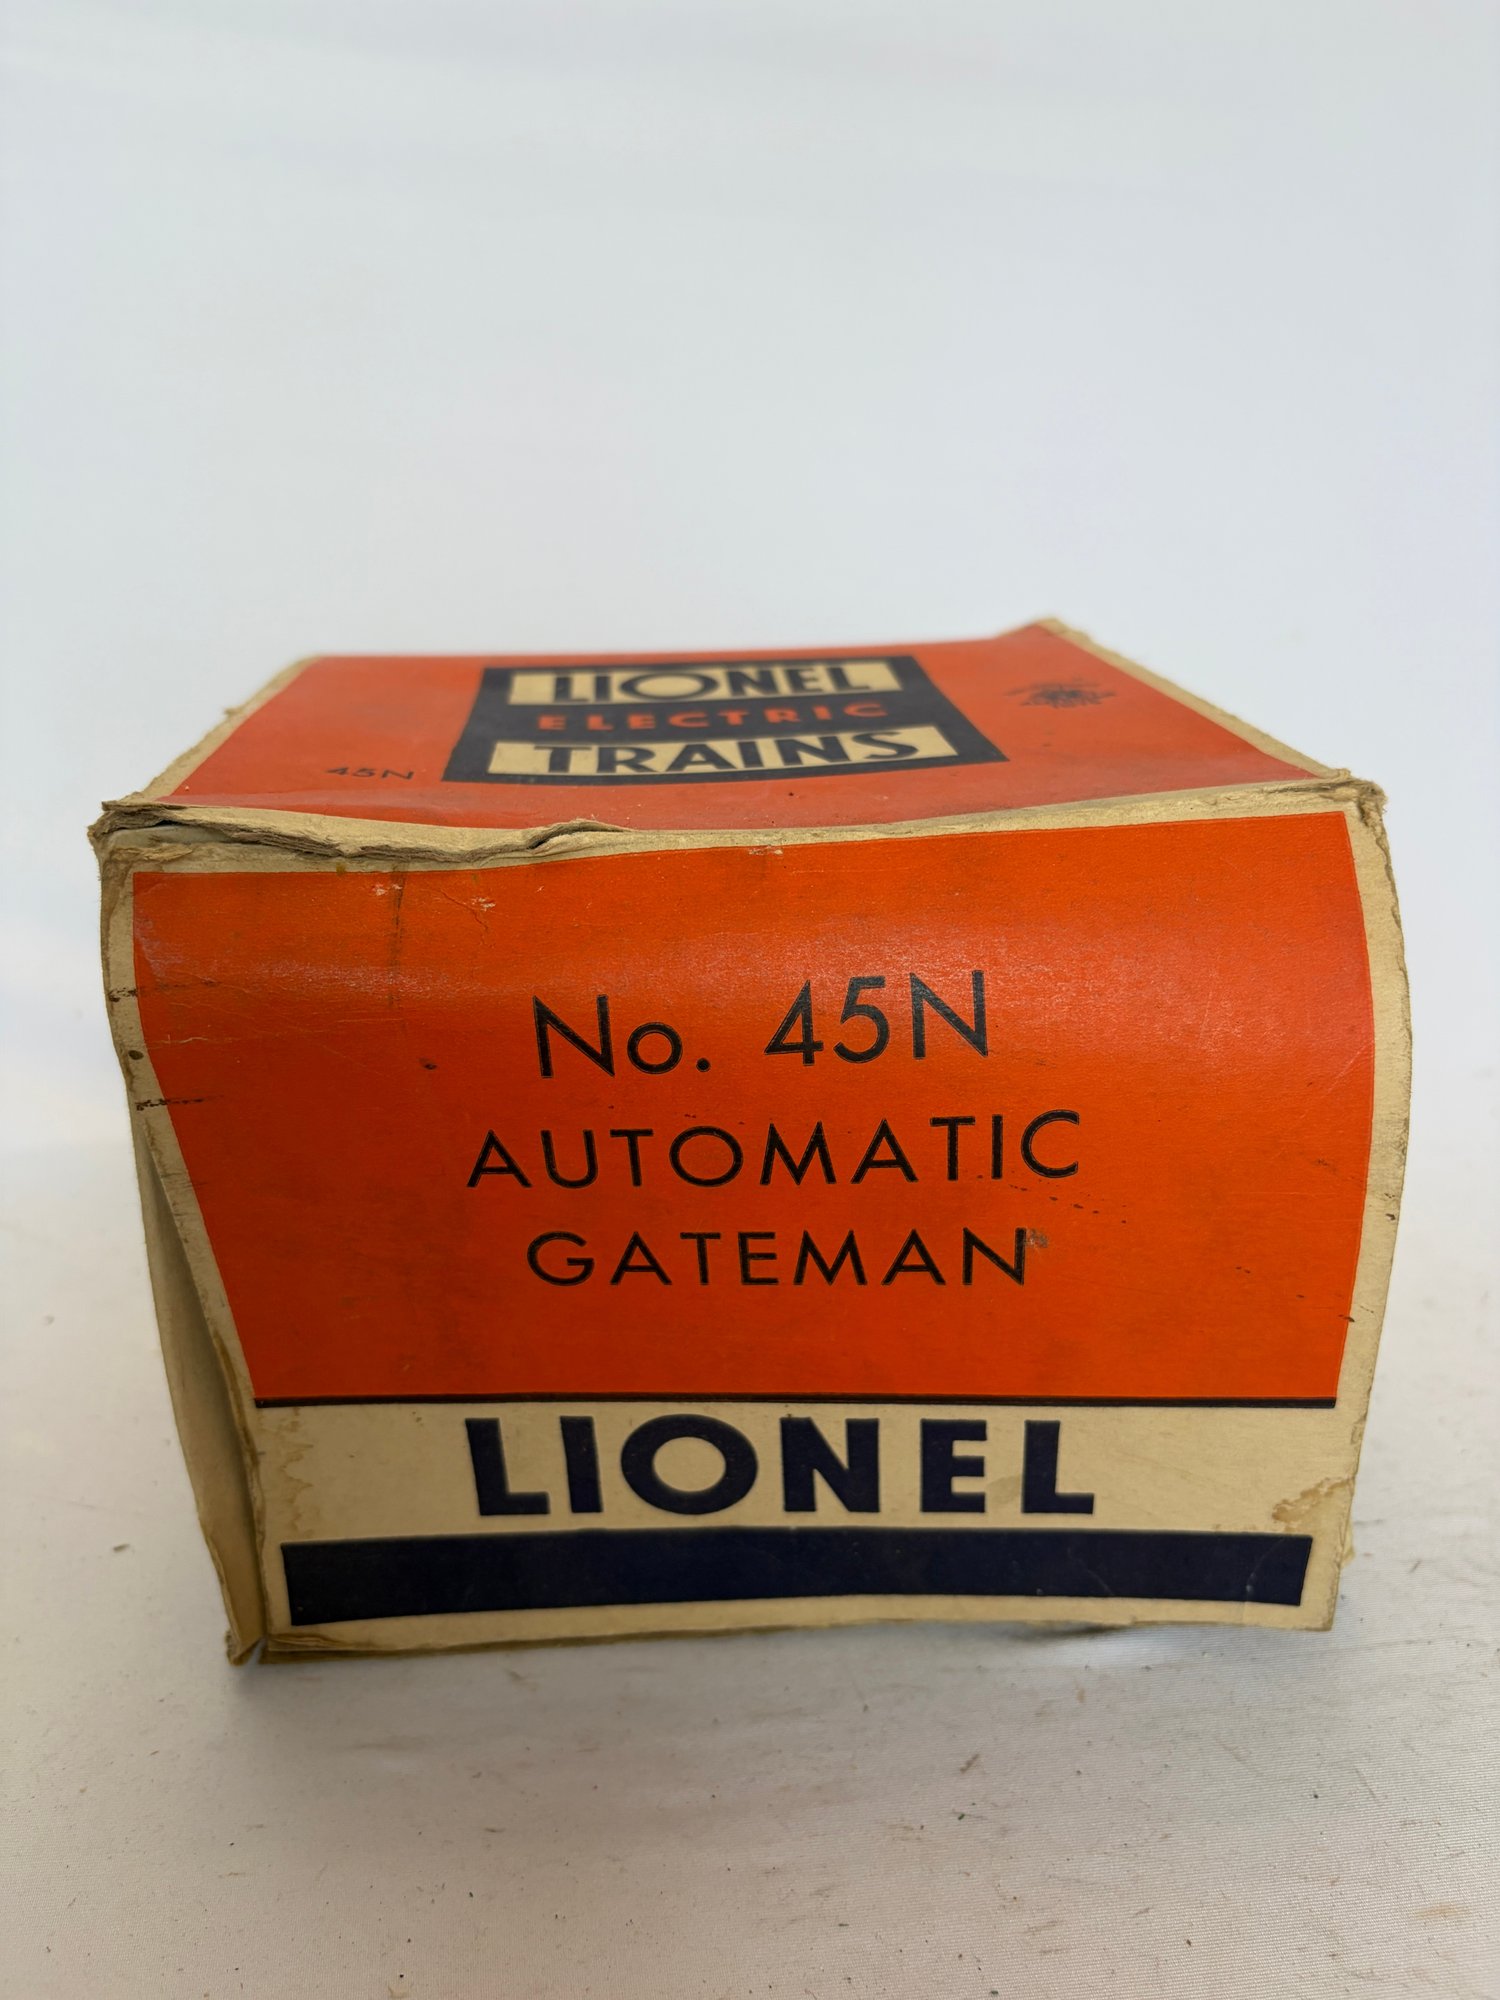 LIONEL
ELECTRIC
TRAINS
45N
No. 45N
AUTOMATIC
GATEMAN
LIONEL